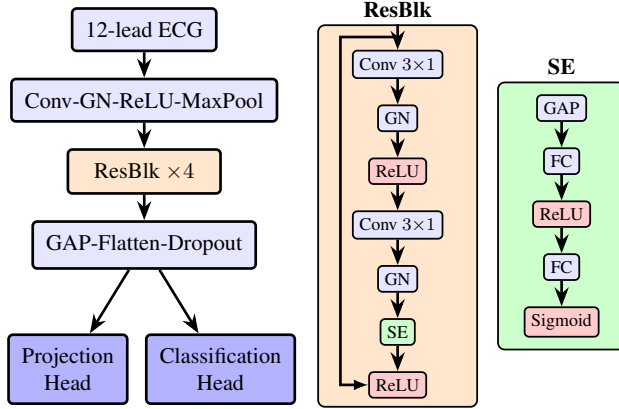 12-lead ECG
Conv-GN-ReLU-MaxPool
ResBlk ×4
GAP-Flatten-Dropout
Projection
Head
Classification
Head
ResBlk
Conv 3×1
GN
ReLU
Conv 3×1
GN
SE
ReLU
SE
GAP
FC
ReLU
FC
Sigmoid